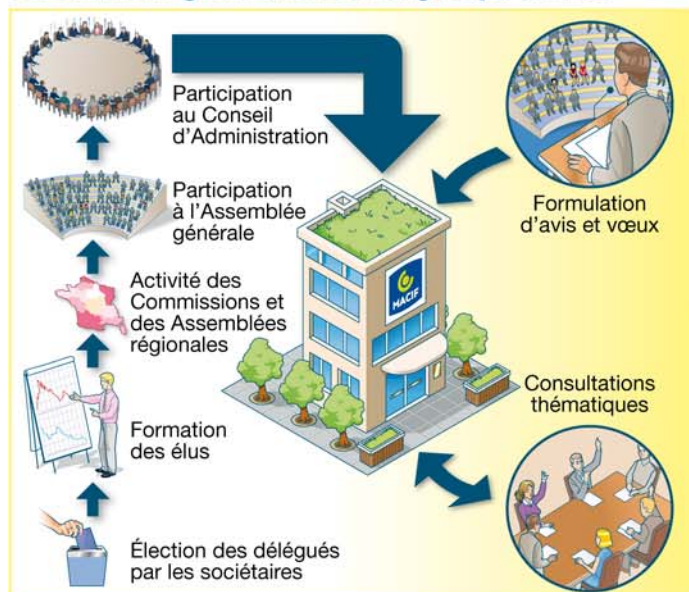 Participation
au Conseil
d'Administration
Participation
à l'Assemblée
générale
Activité des
Commissions et
des Assemblées
régionales
Formation
des élus
Élection des délégués
par les sociétaires
MACIF
Formulation
d'avis et vœux
Consultations
thématiques